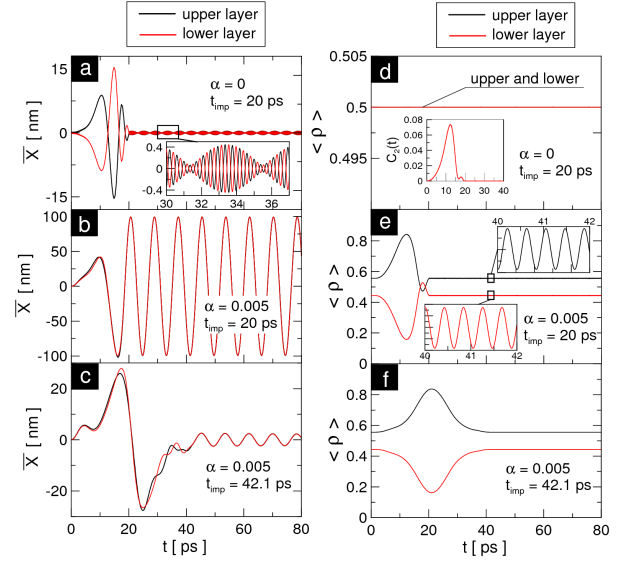 upper layer
lower layer
upper layer
lower layer
a
18
15
0
-15
X [ nm ]
α = 0
t_imp = 20 ps
0.4
0
-0.4
30 32 34 36
b
100
50
0
-50
-100
X [ nm ]
α = 0.005
t_imp = 20 ps
c
20
0
-20
X [ nm ]
α = 0.005
t_imp = 42.1 ps
0 20 40 60 80
t [ ps ]
d
0.505
0.5
0.495
< ρ >
upper and lower
α = 0
t_imp = 20 ps
C₂(t)
0.08
0.06
0.04
0.02
0.00
0 10 20 30 40
e
0.8
0.6
0.4
0.2
0
< ρ >
40 41 42
40 41 42
α = 0.005
t_imp = 20 ps
f
0.8
0.6
0.4
0.2
0
< ρ >
α = 0.005
t_imp = 42.1 ps
0 20 40 60 80
t [ ps ]